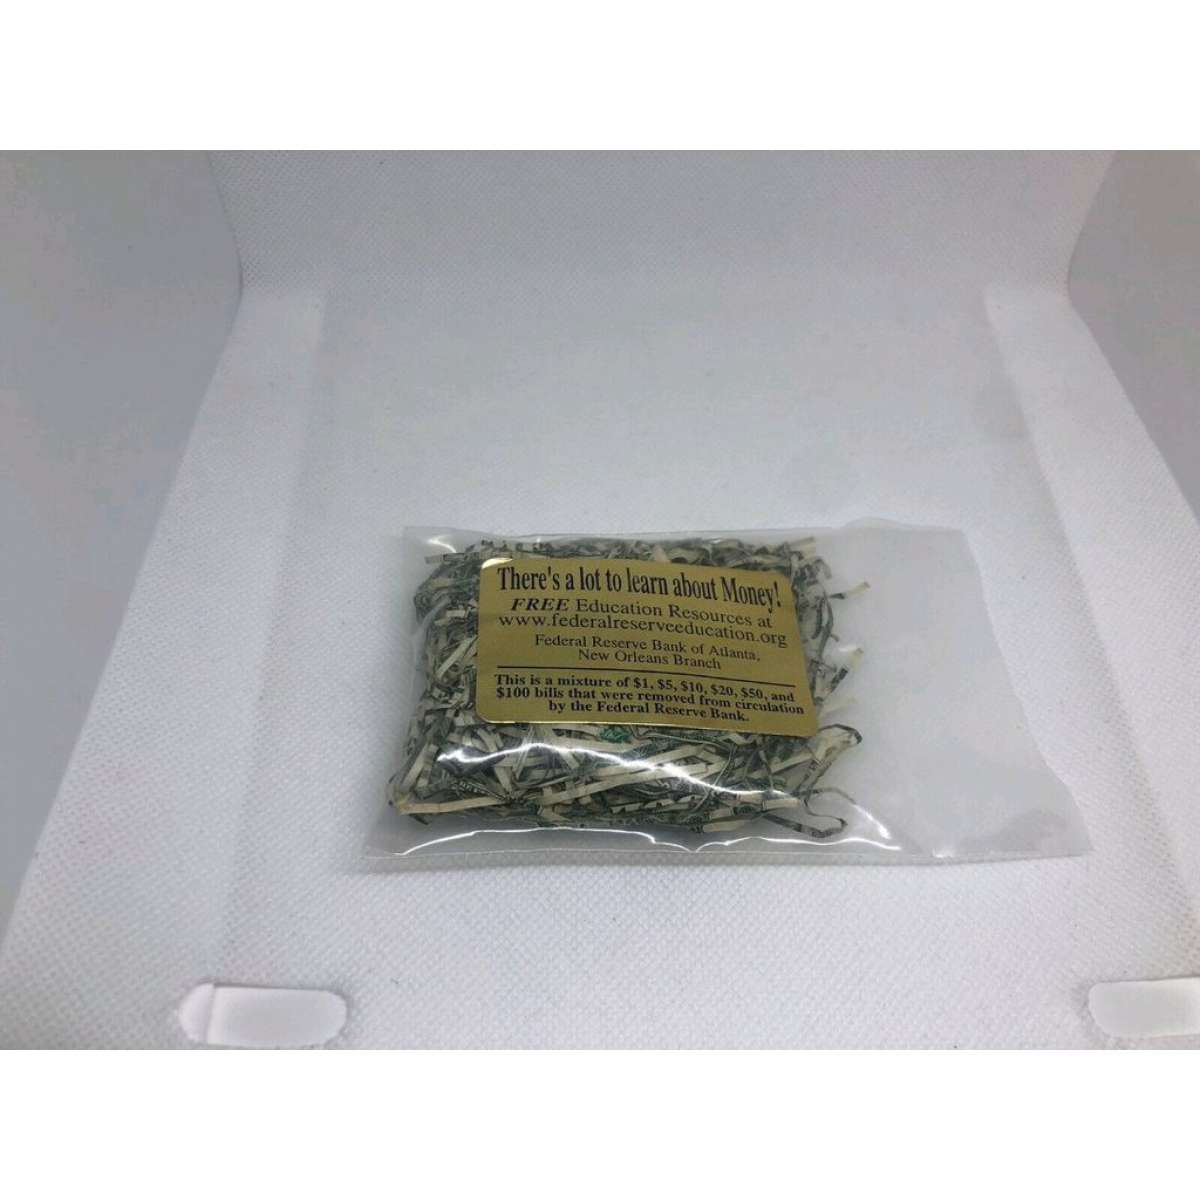 There's a lot to learn about Money!
FREE Education Resources at
www.federalreserveeducation.org
Federal Reserve Bank of Atlanta,
New Orleans Branch
This is a mixture of $1, $5, $10, $20, $50, and
$100 bills that were removed from circulation
by the Federal Reserve Bank.